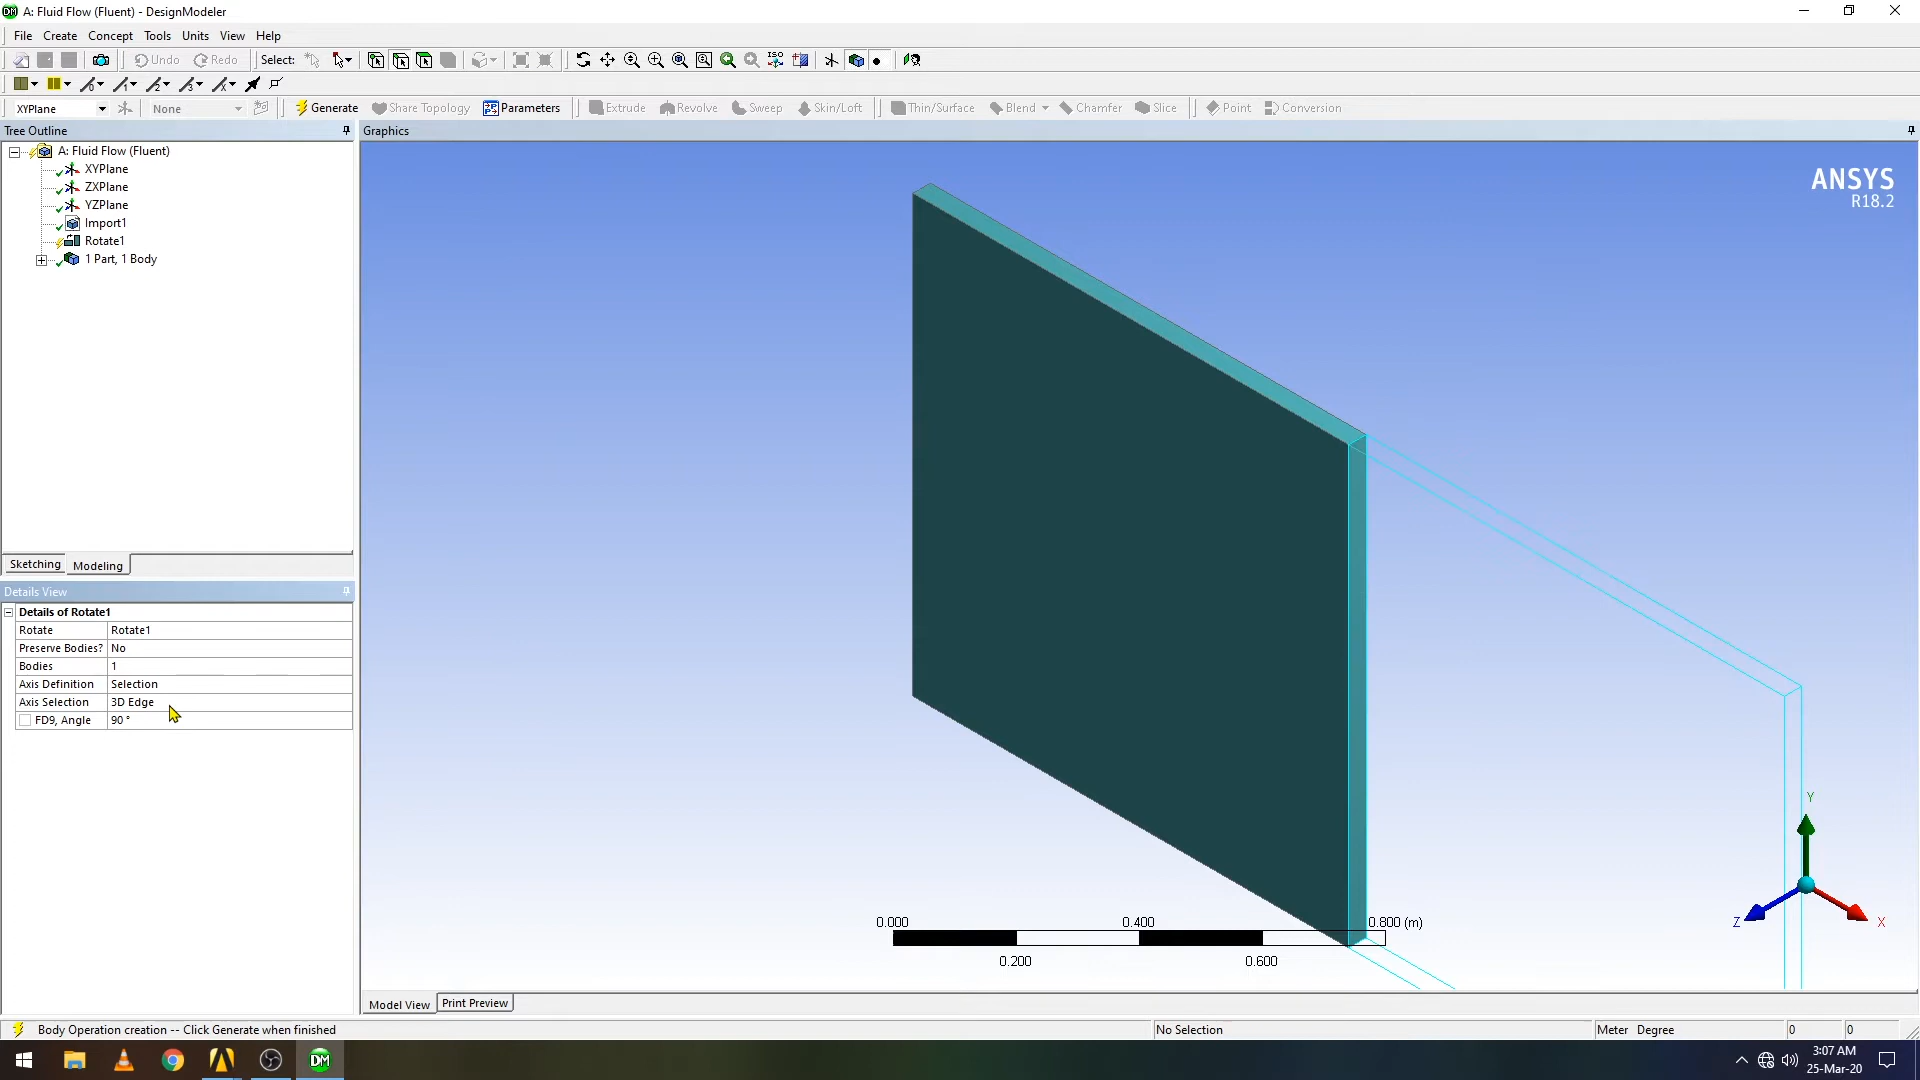 A: Fluid Flow (Fluent) - DesignModeler
File Create Concept Tools Units View Help
Undo Redo Select:
XYPlane None Generate Share Topology Parameters Extrude Revolve Sweep Skin/Loft Thin/Surface Blend Chamfer Slice Point Conversion
Tree Outline
Graphics
A: Fluid Flow (Fluent)
XYPlane
ZXPlane
YZPlane
Import1
Rotate1
1 Part, 1 Body
ANSYS
R18.2
Sketching Modeling
Details View
Details of Rotate1
Rotate Rotate1
Preserve Bodies? No
Bodies 1
Axis Definition Selection
Axis Selection 3D Edge
FD9, Angle 90 °
0.000 0.400 0.800 (m)
0.200 0.600
Y
Z X
Model View Print Preview
Body Operation creation -- Click Generate when finished No Selection Meter Degree 0 0
DM
3:07 AM
25-Mar-20